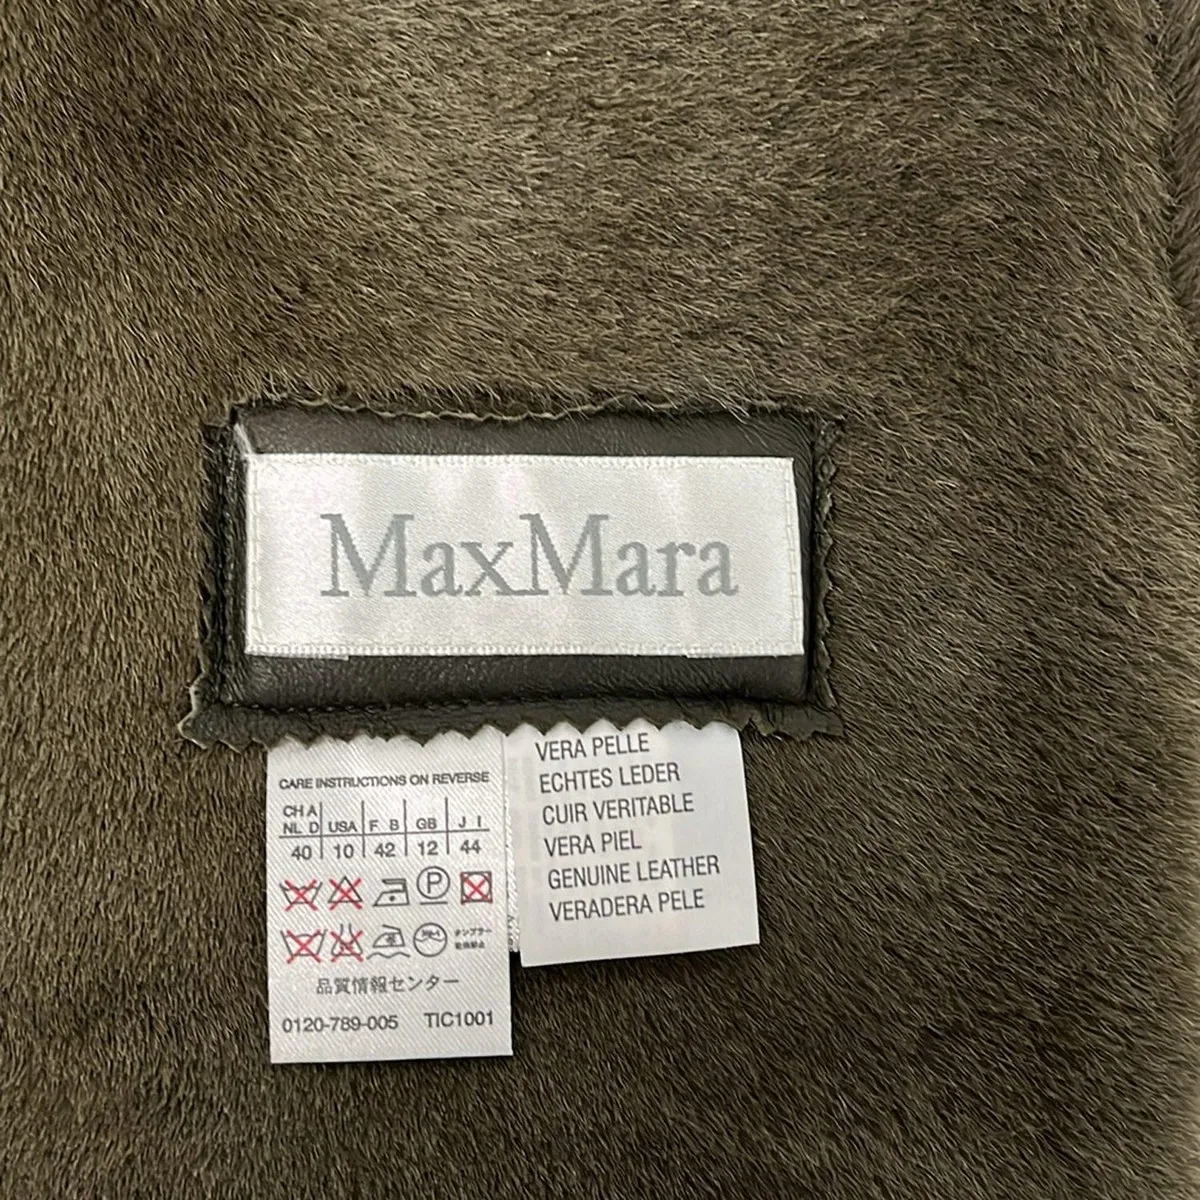 MaxMara
CARE INSTRUCTIONS ON REVERSE
CH A
NL D USA F B GB J I
40 10 42 12 44
P
品質情報センター
0120-789-005 TIC1001
VERA PELLE
ECHTES LEDER
CUIR VERITABLE
VERA PIEL
GENUINE LEATHER
VERADERA PELE